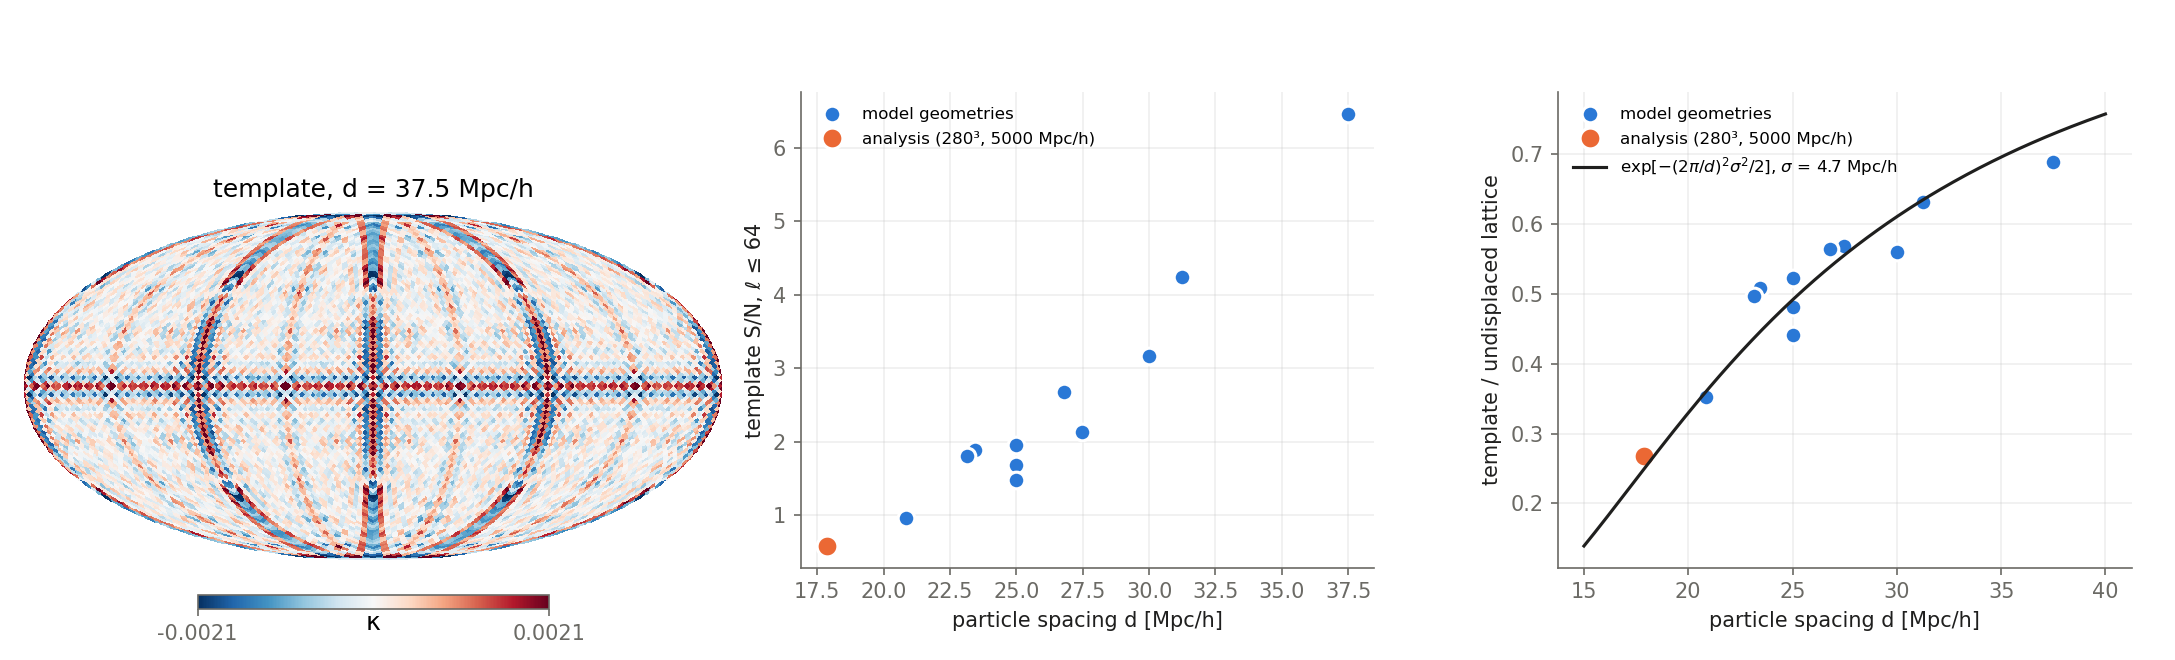 template, d = 37.5 Mpc/h
-0.0021
κ
0.0021
template S/N, ℓ ≤ 64
6
5
4
3
2
1
model geometries
analysis (280³, 5000 Mpc/h)
17.5 20.0 22.5 25.0 27.5 30.0 32.5 35.0 37.5
particle spacing d [Mpc/h]
template / undisplaced lattice
0.7
0.6
0.5
0.4
0.3
0.2
model geometries
analysis (280³, 5000 Mpc/h)
exp[−(2π/d)²σ²/2], σ = 4.7 Mpc/h
15 20 25 30 35 40
particle spacing d [Mpc/h]